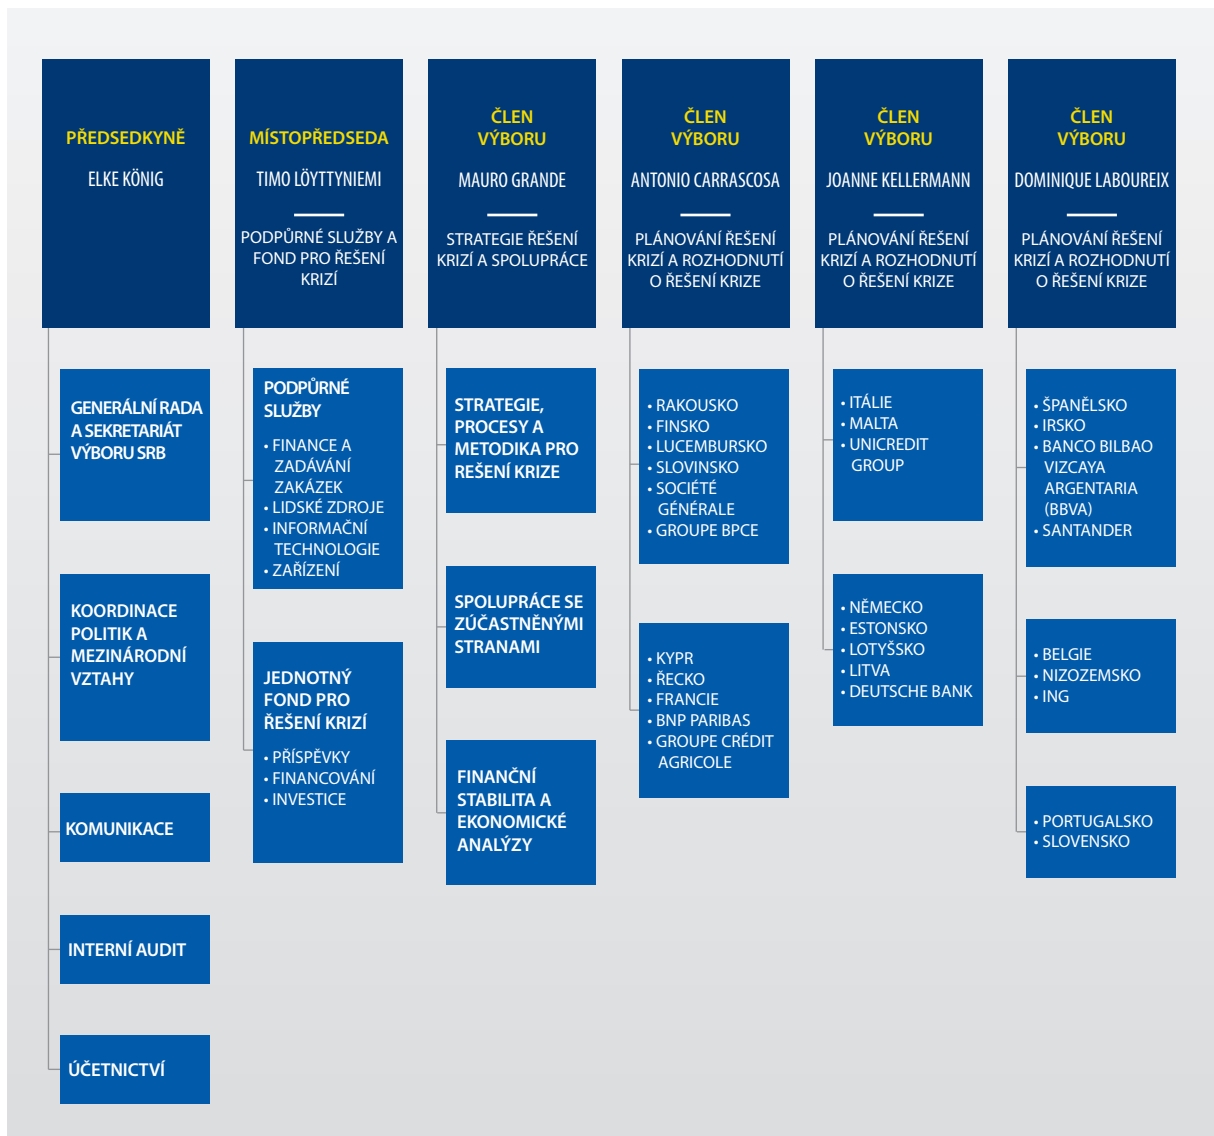 PŘEDSEDKYNĚ
ELKE KÖNIG
GENERÁLNÍ RADA
A SEKRETARIÁT
VÝBORU SRB
KOORDINACE
POLITIK A
MEZINÁRODNÍ
VZTAHY
KOMUNIKACE
INTERNÍ AUDIT
ÚČETNICTVÍ
MÍSTOPŘEDSEDA
TIMO LÖYTTYNIEMI
PODPŮRNÉ SLUŽBY A
FOND PRO ŘEŠENÍ
KRIZÍ
PODPŮRNÉ
SLUŽBY
• FINANCE A
ZADÁVÁNÍ
ZAKÁZEK
• LIDSKÉ ZDROJE
• INFORMAČNÍ
TECHNOLOGIE
• ZAŘÍZENÍ
JEDNOTNÝ
FOND PRO
ŘEŠENÍ KRIZÍ
• PŘÍSPĚVKY
• FINANCOVÁNÍ
• INVESTICE
ČLEN
VÝBORU
MAURO GRANDE
STRATEGIE ŘEŠENÍ
KRIZÍ A SPOLUPRÁCE
STRATEGIE,
PROCESY A
METODIKA PRO
ŘEŠENÍ KRIZE
SPOLUPRÁCE SE
ZÚČASTNĚNÝMI
STRANAMI
FINANČNÍ
STABILITA A
EKONOMICKÉ
ANALÝZY
ČLEN
VÝBORU
ANTONIO CARRASCOSA
PLÁNOVÁNÍ ŘEŠENÍ
KRIZÍ A ROZHODNUTÍ
O ŘEŠENÍ KRIZE
• RAKOUSKO
• FINSKO
• LUCEMBURSKO
• SLOVINSKO
• SOCIÉTÉ
GÉNÉRALE
• GROUPE BPCE
• KYPR
• ŘECKO
• FRANCIE
• BNP PARIBAS
• GROUPE CRÉDIT
AGRICOLE
ČLEN
VÝBORU
JOANNE KELLERMANN
PLÁNOVÁNÍ ŘEŠENÍ
KRIZÍ A ROZHODNUTÍ
O ŘEŠENÍ KRIZE
• ITÁLIE
• MALTA
• UNICREDIT
GROUP
• NĚMECKO
• ESTONSKO
• LOTYŠSKO
• LITVA
• DEUTSCHE BANK
ČLEN
VÝBORU
DOMINIQUE LABOUREIX
PLÁNOVÁNÍ ŘEŠENÍ
KRIZÍ A ROZHODNUTÍ
O ŘEŠENÍ KRIZE
• ŠPANĚLSKO
• IRSKO
• BANCO BILBAO
VIZCAYA
ARGENTARIA
(BBVA)
• SANTANDER
• BELGIE
• NIZOZEMSKO
• ING
• PORTUGALSKO
• SLOVENSKO